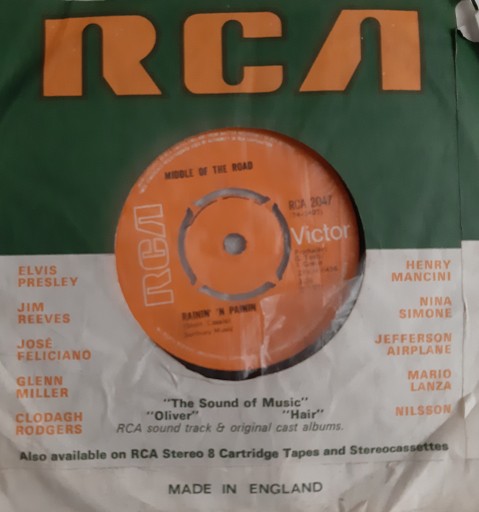 RCA
MIDDLE OF THE ROAD
RCA 2047
RCA
Victor
RAININ' 'N PAININ
ELVIS
PRESLEY
JIM
REEVES
JOSÉ
FELICIANO
GLENN
MILLER
CLODAGH
RODGERS
HENRY
MANCINI
NINA
SIMONE
JEFFERSON
AIRPLANE
MARIO
LANZA
NILSSON
"The Sound of Music"
"Oliver" "Hair"
RCA sound track & original cast albums.
Also available on RCA Stereo 8 Cartridge Tapes and Stereocassettes
MADE IN ENGLAND